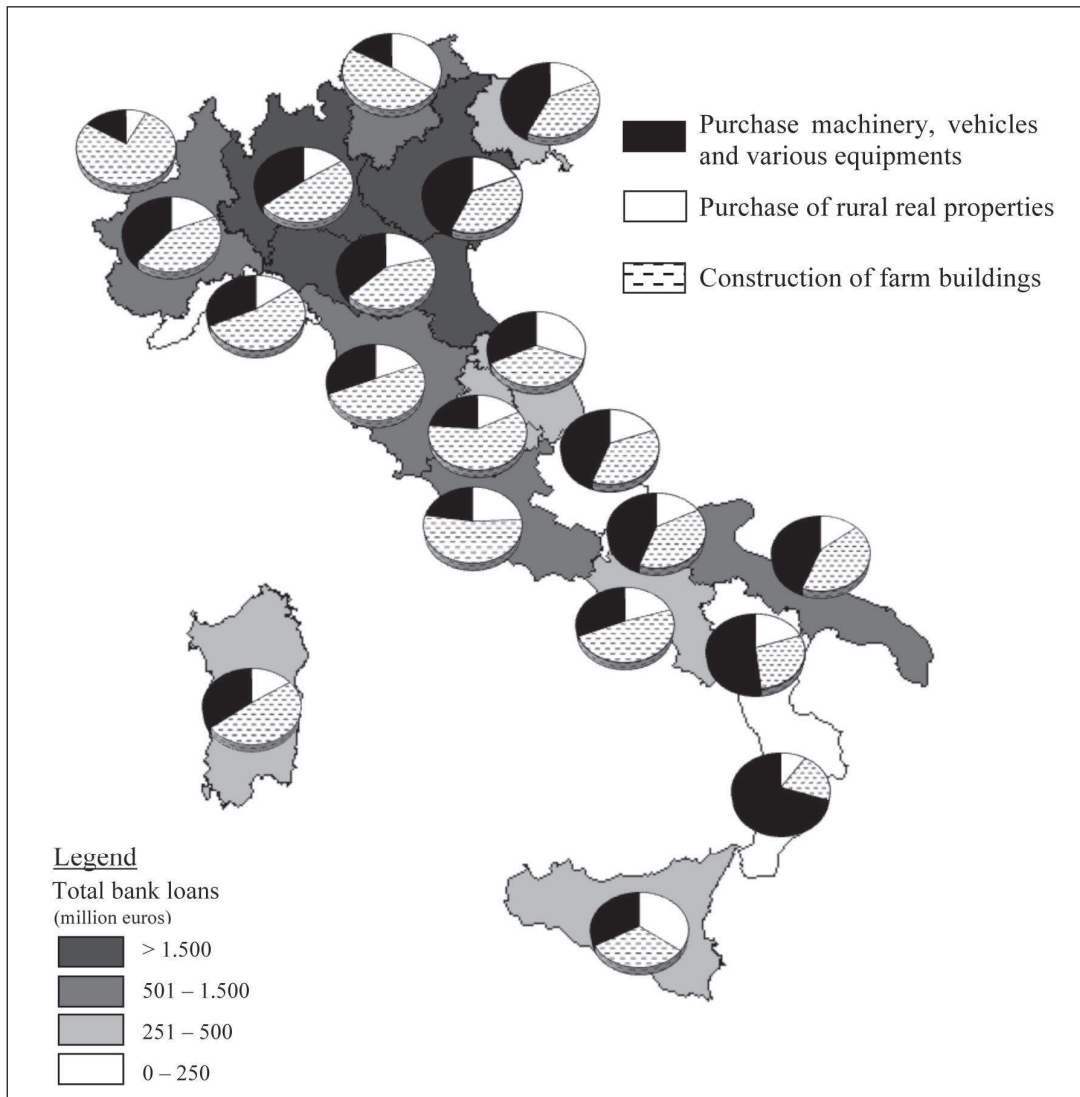 Purchase machinery, vehicles
and various equipments
Purchase of rural real properties
Construction of farm buildings
Legend
Total bank loans
(million euros)
> 1.500
501 – 1.500
251 – 500
0 – 250